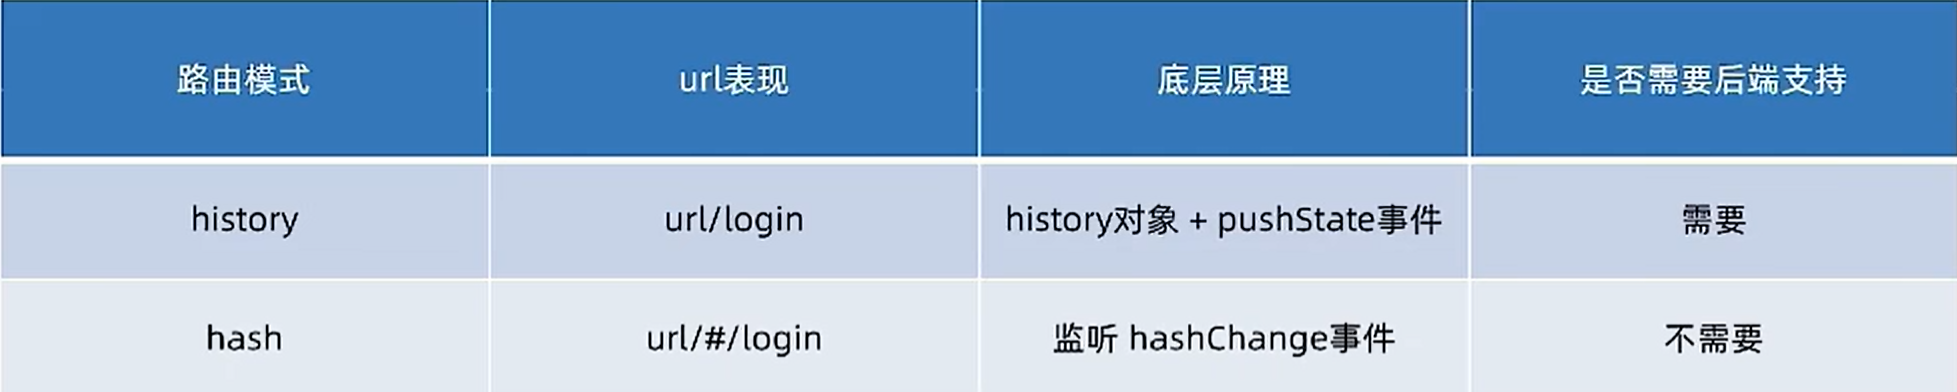 路由模式
url表现
底层原理
是否需要后端支持
history
url/login
history对象 + pushState事件
需要
hash
url/#/login
监听 hashChange事件
不需要